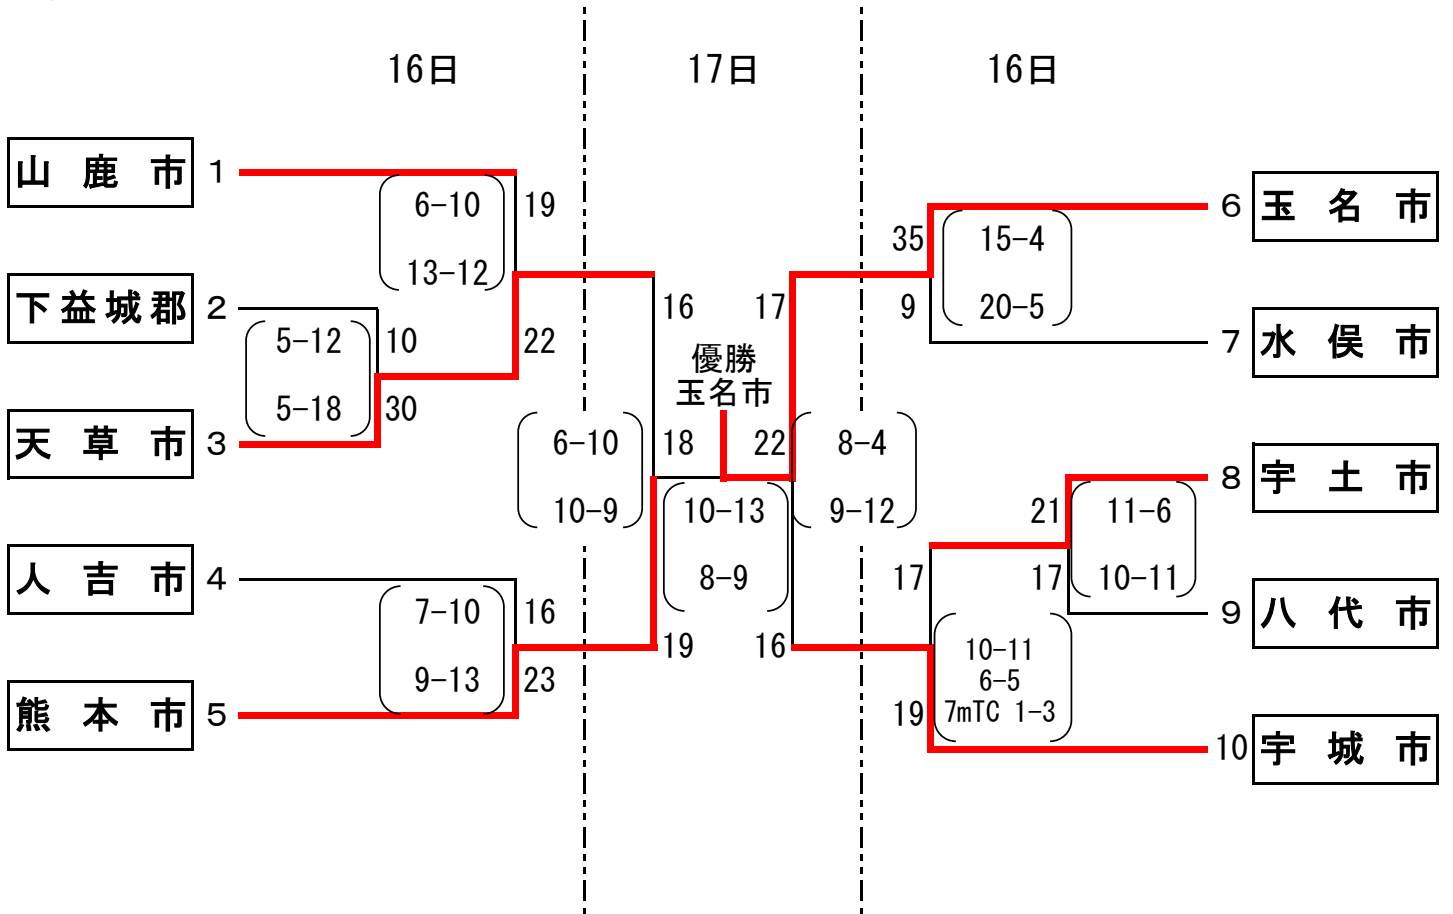 16日 17日 16日
山鹿市 1
6-10 19
13-12
下益城郡 2
5-12 10 22
5-18 30
天草市 3
人吉市 4
7-10 16
9-13 23
熊本市 5
6-10
10-9
16 17
優勝
玉名市
18 22
10-13
8-9
19 16
8-4
9-12
6 玉名市
35 15-4
9 20-5
7 水俣市
8 宇土市
21 11-6
17 10-11
9 八代市
17 10-11
6-5
19 7mTC 1-3
10 宇城市